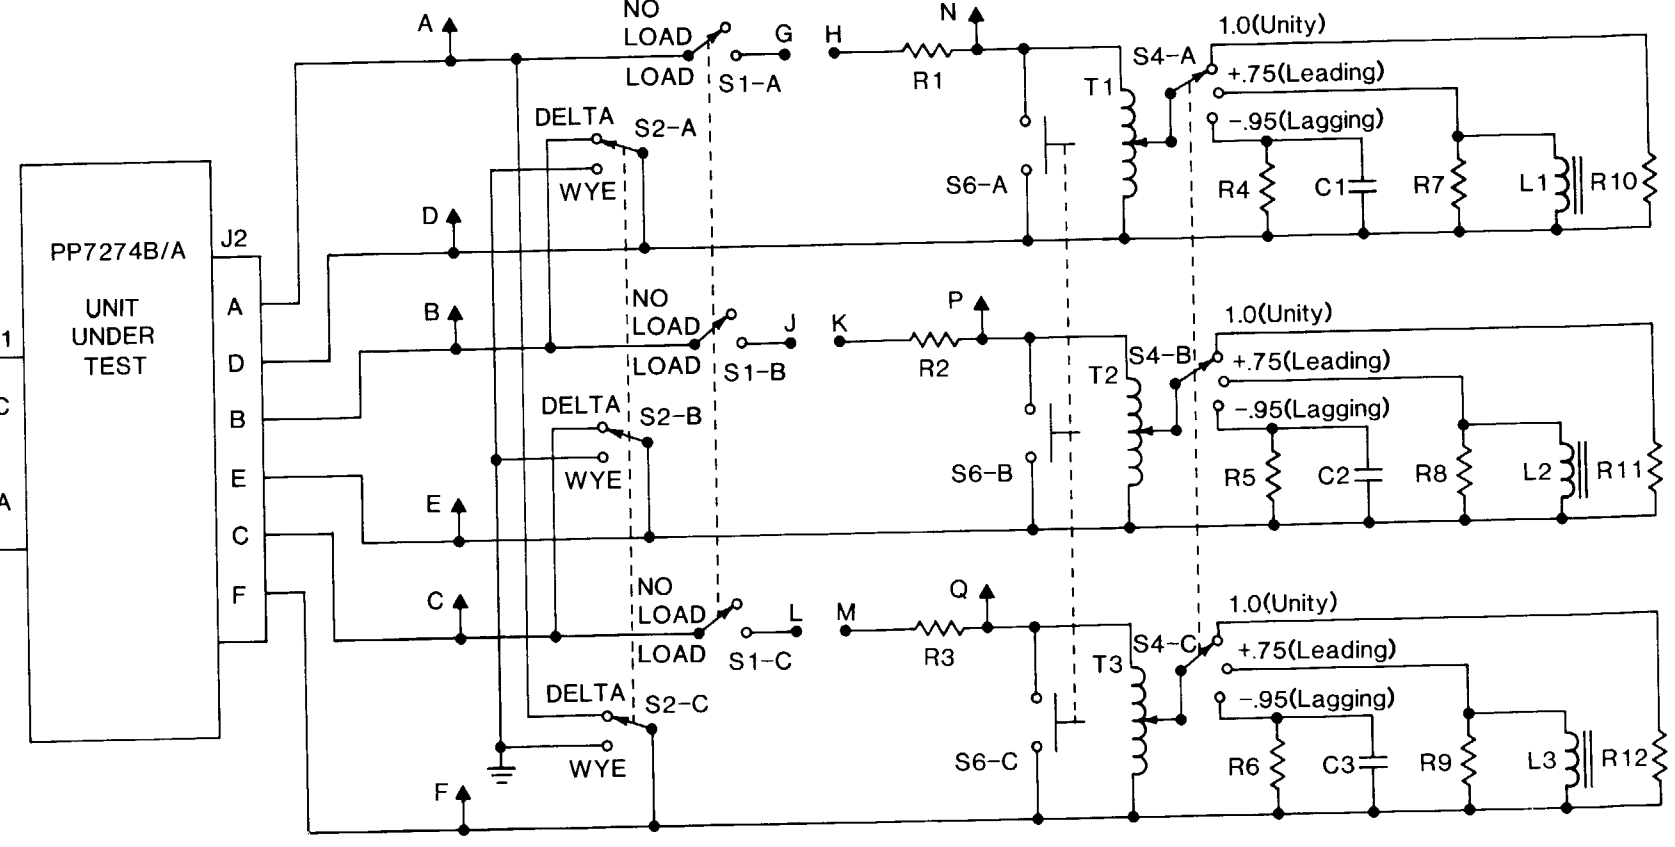 A
NO
LOAD
LOAD
S1-A
G
H
N
R1
S4-A
1.0(Unity)
+.75(Leading)
-.95(Lagging)
T1
DELTA
S2-A
WYE
S6-A
R4
C1
R7
L1
R10
D
PP7274B/A
UNIT
UNDER
TEST
J2
A
D
B
E
C
F
1
C
A
B
NO
LOAD
LOAD
S1-B
J
K
P
R2
S4-B
1.0(Unity)
+.75(Leading)
-.95(Lagging)
T2
DELTA
S2-B
WYE
S6-B
R5
C2
R8
L2
R11
E
C
NO
LOAD
LOAD
S1-C
L
M
Q
R3
S4-C
1.0(Unity)
+.75(Leading)
-.95(Lagging)
T3
DELTA
S2-C
WYE
S6-C
R6
C3
R9
L3
R12
F